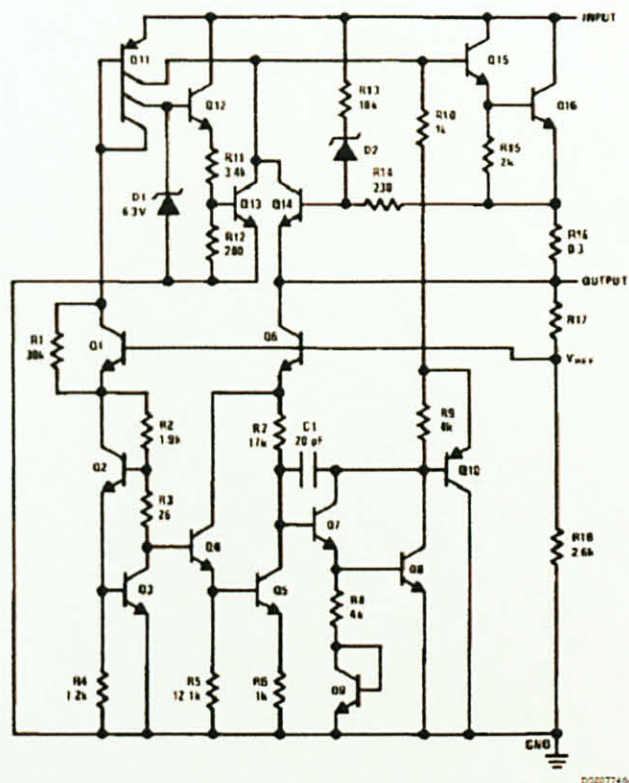 INPUT
Q11
Q15
Q12
R13
18k
R10
1k
Q16
R11
3.4k
D2
R15
2k
R14
230
D1
6.3V
Q13
Q14
R12
200
R16
0.3
OUTPUT
R1
30k
Q1
Q6
R17
VREF
R2
1.9k
R7
17k
C1
20 pF
R9
4k
Q10
Q2
R3
26
Q7
R18
2.6k
Q3
Q5
Q8
R8
4k
R4
1.2k
R5
12.1k
R6
1k
Q9
GND